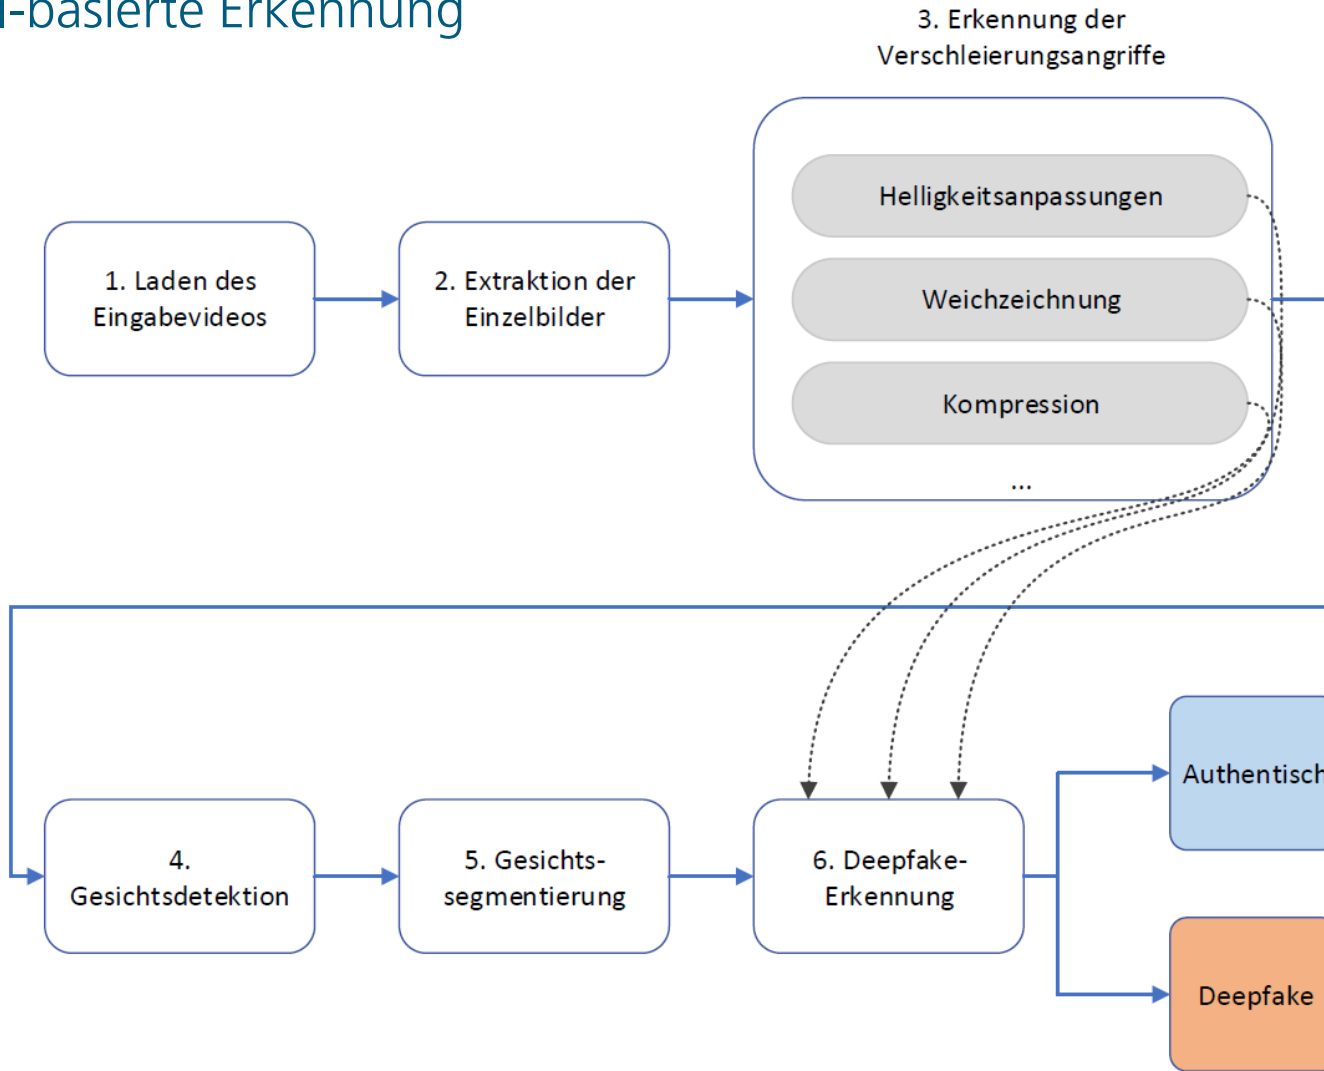 I-basierte Erkennung
3. Erkennung der
Verschleierungsangriffe
Helligkeitsanpassungen
1. Laden des
Eingabevideos
2. Extraktion der
Einzelbilder
Weichzeichnung
Kompression
...
4.
Gesichtsdetektion
5. Gesichts-
segmentierung
6. Deepfake-
Erkennung
Authentisch
Deepfake